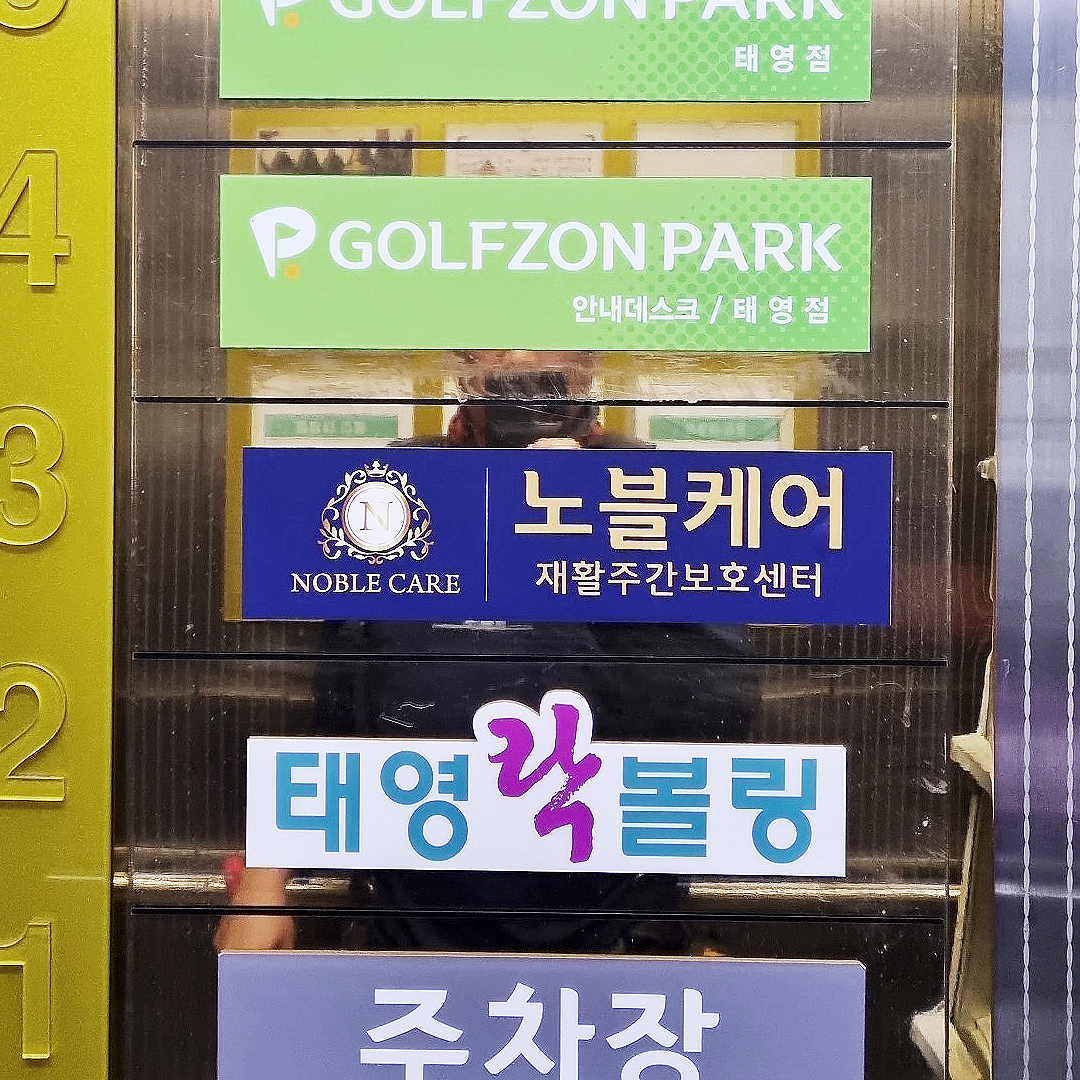 5
GOLFZON PARK
태영점
4
GOLFZON PARK
안내데스크 / 태영점
3
N
NOBLE CARE
노블케어
재활주간보호센터
2
태영락볼링
1
주차장